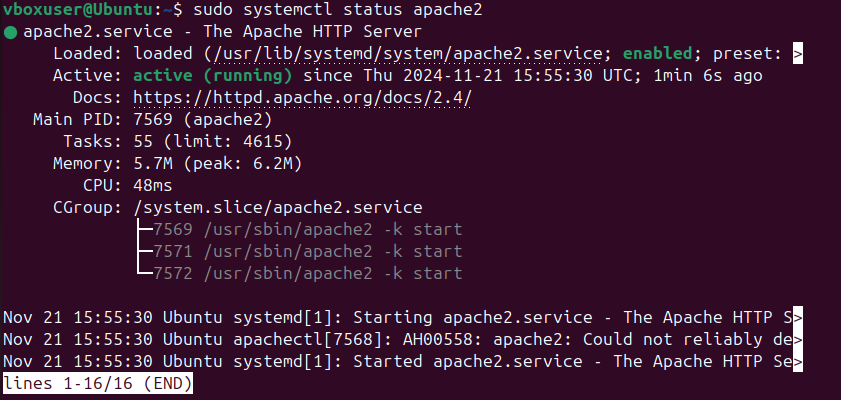 vboxuser@Ubuntu:~$ sudo systemctl status apache2
● apache2.service - The Apache HTTP Server
     Loaded: loaded (/usr/lib/systemd/system/apache2.service; enabled; preset: >
     Active: active (running) since Thu 2024-11-21 15:55:30 UTC; 1min 6s ago
       Docs: https://httpd.apache.org/docs/2.4/
   Main PID: 7569 (apache2)
      Tasks: 55 (limit: 4615)
     Memory: 5.7M (peak: 6.2M)
        CPU: 48ms
     CGroup: /system.slice/apache2.service
             ├─7569 /usr/sbin/apache2 -k start
             ├─7571 /usr/sbin/apache2 -k start
             └─7572 /usr/sbin/apache2 -k start
Nov 21 15:55:30 Ubuntu systemd[1]: Starting apache2.service - The Apache HTTP S>
Nov 21 15:55:30 Ubuntu apachectl[7568]: AH00558: apache2: Could not reliably de>
Nov 21 15:55:30 Ubuntu systemd[1]: Started apache2.service - The Apache HTTP Se>
lines 1-16/16 (END)